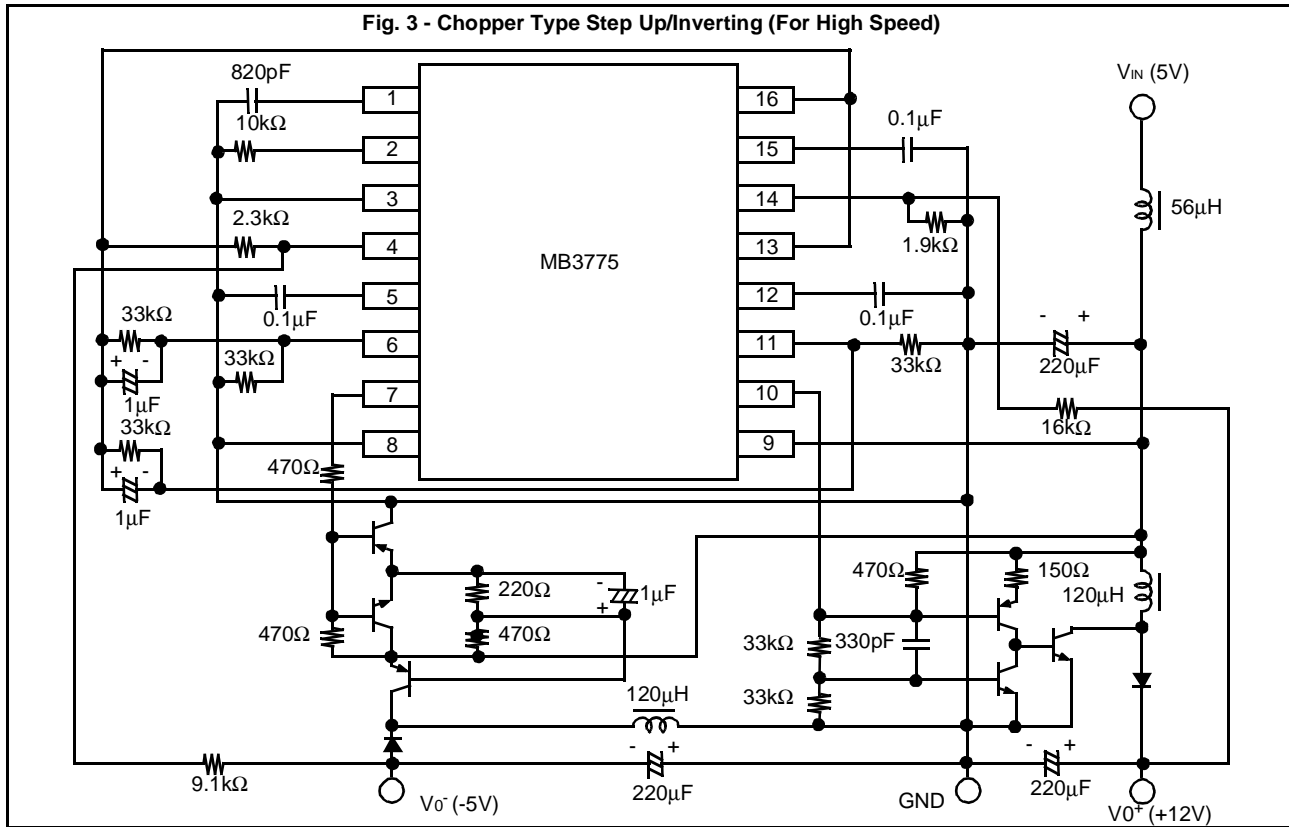 Fig. 3 - Chopper Type Step Up/Inverting (For High Speed)
820pF
VIN (5V)
1
16
10kΩ
0.1μF
2
15
3
14
56μH
2.3kΩ
1.9kΩ
4
13
MB3775
5
12
33kΩ
0.1μF
0.1μF
- +
6
11
+ -
33kΩ
33kΩ
220μF
1μF
7
10
33kΩ
16kΩ
8
9
+ -
470Ω
1μF
470Ω
150Ω
220Ω
-
+
1μF
120μH
470Ω
470Ω
33kΩ
330pF
120μH
33kΩ
- +
- +
9.1kΩ
V0- (-5V)
220μF
GND
220μF
V0+ (+12V)